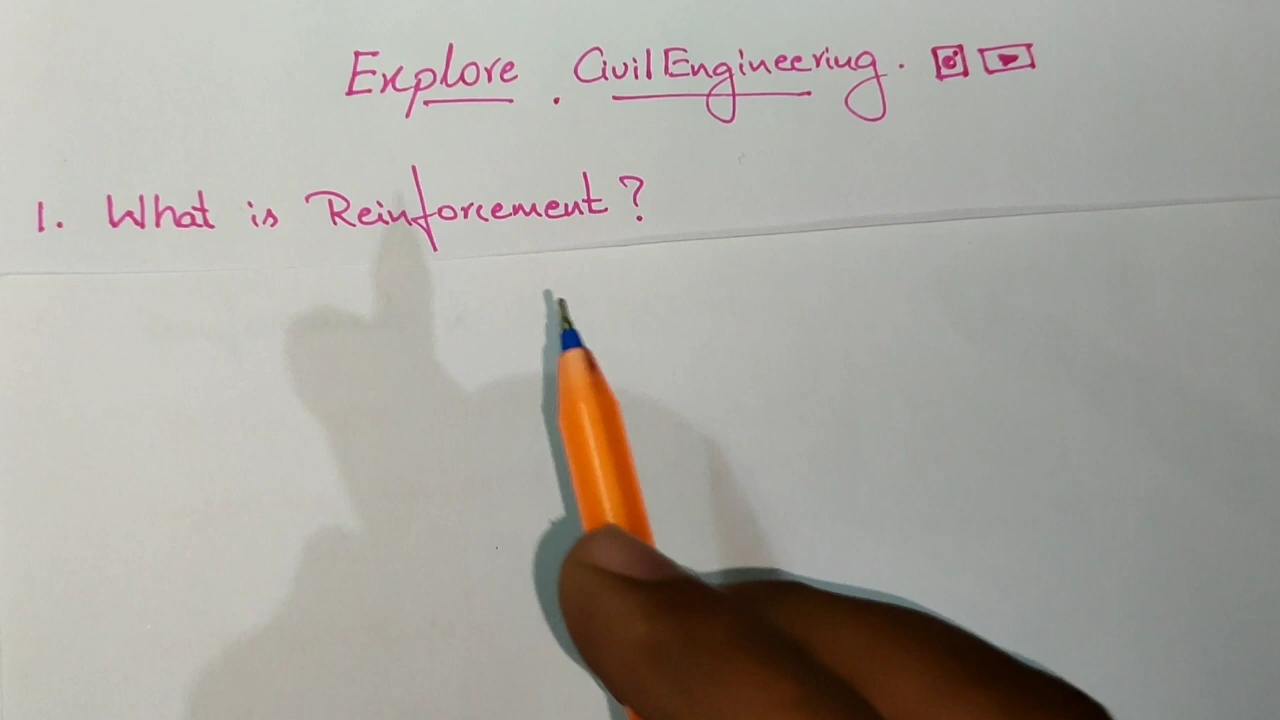 Explore . Civil Engineering.
1. What is Reinforcement?